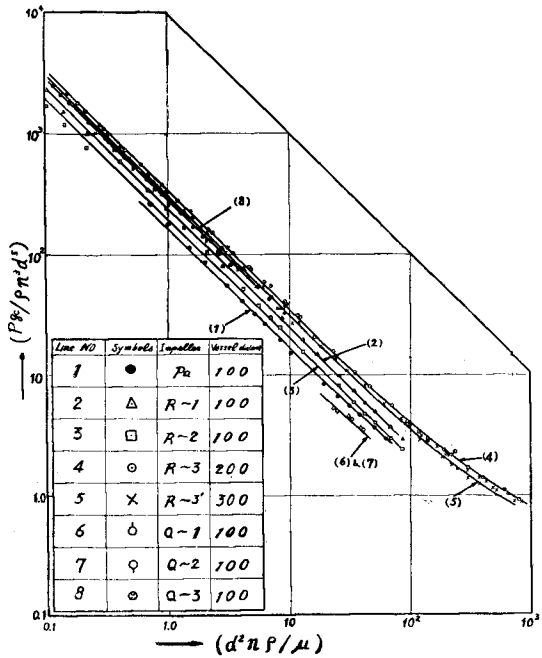 10⁴
10³
10²
10
1.0
0.1
(Pgc/ρn³d⁵)
(8)
(1)
(2)
(3)
(6)&(7)
(4)
(5)
Line NO Symbols Impeller Vessel
1 Pa 100
2 R~1 100
3 R~2 100
4 R~3 200
5 R~3' 300
6 Q~1 100
7 Q~2 100
8 Q~3 100
0.1 1.0 10 10² 10³
(d²nρ/μ)